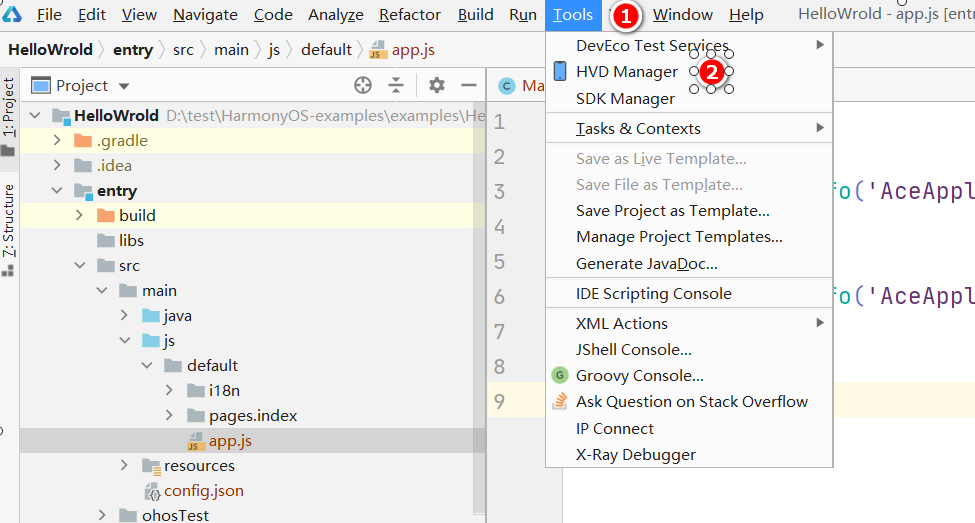 File Edit View Navigate Code Analyze Refactor Build Run Tools 1 Window Help HelloWrold - app.js [entr
HelloWrold entry src main js default app.js
1: Project
7: Structure
Project
HelloWrold D:\test\HarmonyOS-examples\examples\He
.gradle
.idea
entry
build
libs
src
main
java
js
default
i18n
pages.index
app.js
resources
config.json
ohosTest
Ma
1
2
3
4
5
6
7
8
9
fo('AceAppl
fo('AceAppl
DevEco Test Services
HVD Manager 2
SDK Manager
Tasks & Contexts
Save as Live Template...
Save File as Template...
Save Project as Template...
Manage Project Templates...
Generate JavaDoc...
IDE Scripting Console
XML Actions
JShell Console...
Groovy Console...
Ask Question on Stack Overflow
IP Connect
X-Ray Debugger